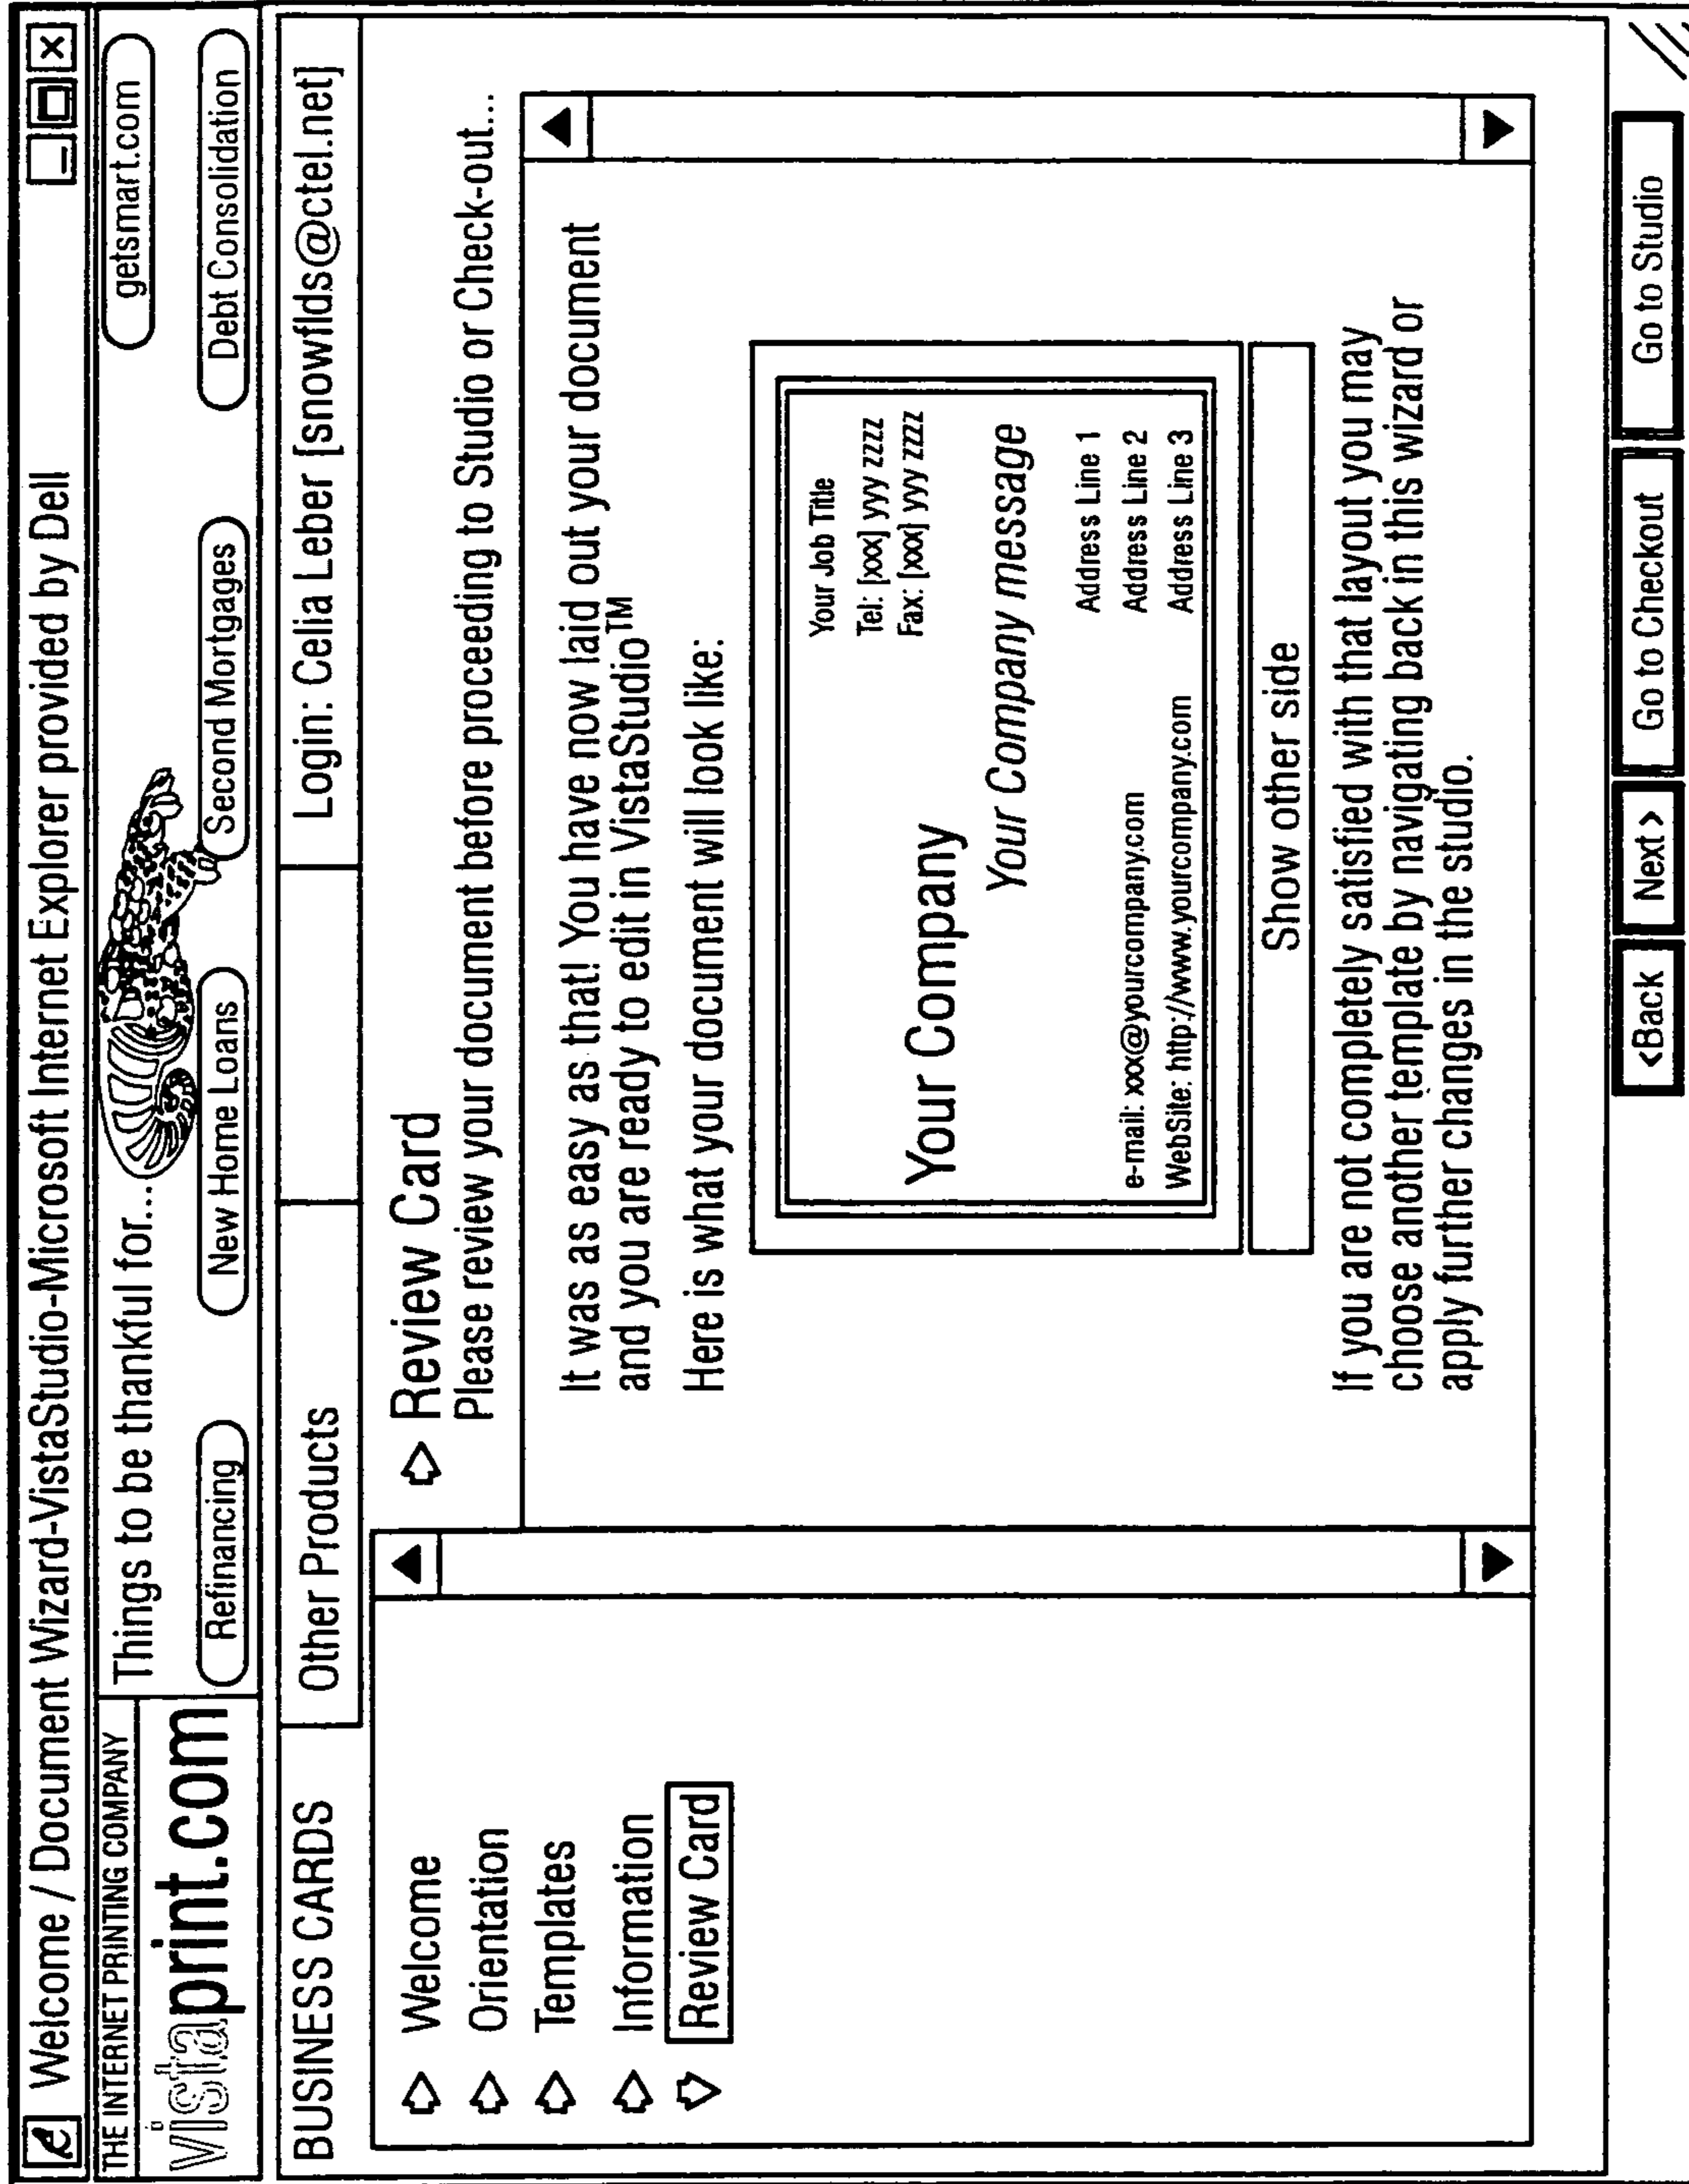 Welcome / Document Wizard-VistaStudio-Microsoft Internet Explorer provided by Dell
THE INTERNET PRINTING COMPANY
vistaprint.com
Things to be thankful for...
getsmart.com
Refinancing
New Home Loans
Second Mortgages
Debt Consolidation
BUSINESS CARDS
Other Products
Login: Celia Leber [snowflds@ctel.net]
Welcome
Orientation
Templates
Information
Review Card
Review Card
Please review your document before proceeding to Studio or Check-out...
It was as easy as that! You have now laid out your document
and you are ready to edit in VistaStudio™
Here is what your document will look like:
Your Job Title
Tel: [xxx] yyy zzzz
Fax: [xxx] yyy zzzz
Your Company
Your Company message
e-mail: xxx@yourcompany.com
WebSite: http://www.yourcompany.com
Address Line 1
Address Line 2
Address Line 3
Show other side
If you are not completely satisfied with that layout you may
choose another template by navigating back in this wizard or
apply further changes in the studio.
<Back
Next >
Go to Checkout
Go to Studio